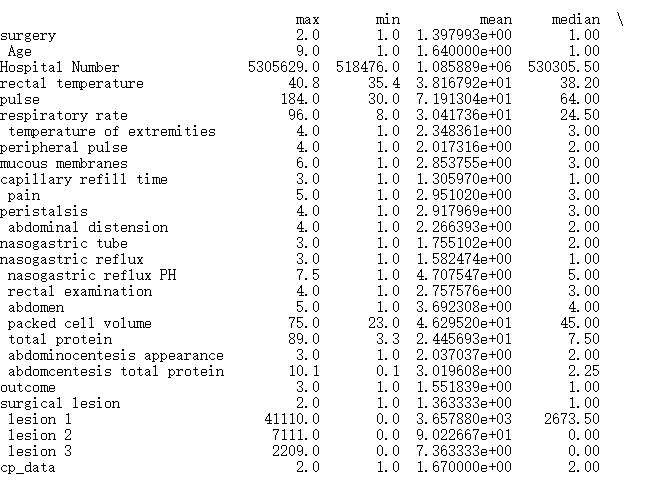 max min mean median \
surgery 2.0 1.0 1.397993e+00 1.00
Age 9.0 1.0 1.640000e+00 1.00
Hospital Number 5305629.0 518476.0 1.085889e+06 530305.50
rectal temperature 40.8 35.4 3.816792e+01 38.20
pulse 184.0 30.0 7.191304e+01 64.00
respiratory rate 96.0 8.0 3.041736e+01 24.50
temperature of extremities 4.0 1.0 2.348361e+00 3.00
peripheral pulse 4.0 1.0 2.017316e+00 2.00
mucous membranes 6.0 1.0 2.853755e+00 3.00
capillary refill time 3.0 1.0 1.305970e+00 1.00
pain 5.0 1.0 2.951020e+00 3.00
peristalsis 4.0 1.0 2.917969e+00 3.00
abdominal distension 4.0 1.0 2.266393e+00 2.00
nasogastric tube 3.0 1.0 1.755102e+00 2.00
nasogastric reflux 3.0 1.0 1.582474e+00 1.00
nasogastric reflux PH 7.5 1.0 4.707547e+00 5.00
rectal examination 4.0 1.0 2.757576e+00 3.00
abdomen 5.0 1.0 3.692308e+00 4.00
packed cell volume 75.0 23.0 4.629520e+01 45.00
total protein 89.0 3.3 2.445693e+01 7.50
abdominocentesis appearance 3.0 1.0 2.037037e+00 2.00
abdomcentesis total protein 10.1 0.1 3.019608e+00 2.25
outcome 3.0 1.0 1.551839e+00 1.00
surgical lesion 2.0 1.0 1.363333e+00 1.00
lesion 1 41110.0 0.0 3.657880e+03 2673.50
lesion 2 7111.0 0.0 9.022667e+01 0.00
lesion 3 2209.0 0.0 7.363333e+00 0.00
cp_data 2.0 1.0 1.670000e+00 2.00